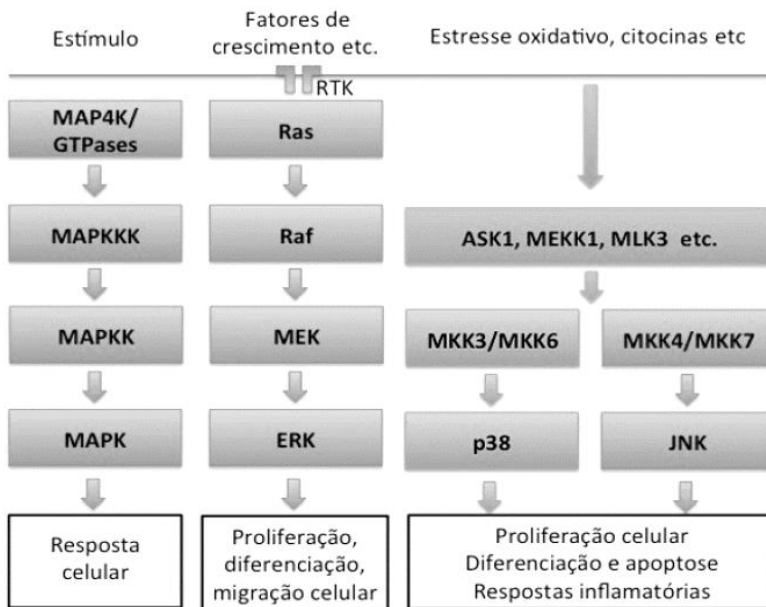 Estímulo
Fatores de
crescimento etc.
Estresse oxidativo, citocinas etc
RTK
MAP4K/
GTPases
Ras
MAPKKK
Raf
ASK1, MEKK1, MLK3 etc.
MAPKK
MEK
MKK3/MKK6
MKK4/MKK7
MAPK
ERK
p38
JNK
Resposta
celular
Proliferação,
diferenciação,
migração celular
Proliferação celular
Diferenciação e apoptose
Respostas inflamatórias